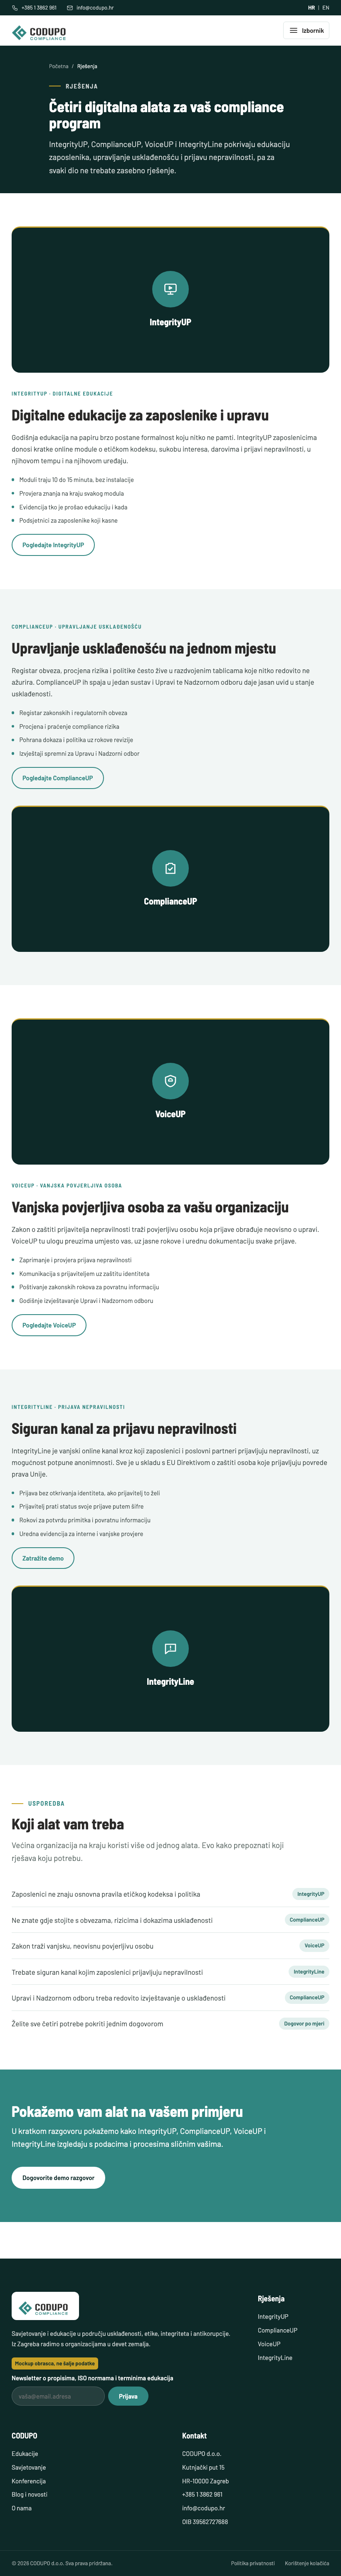 +385 1 3862 961
info@codupo.hr
HR | EN
CODUPO
COMPLIANCE
Izbornik
Početna / Rješenja
RJEŠENJA
Četiri digitalna alata za vaš compliance
program
IntegrityUP, ComplianceUP, VoiceUP i IntegrityLine pokrivaju edukaciju
zaposlenika, upravljanje usklađenošću i prijavu nepravilnosti, pa za
svaki dio ne trebate zasebno rješenje.
IntegrityUP
INTEGRITYUP · DIGITALNE EDUKACIJE
Digitalne edukacije za zaposlenike i upravu
Godišnja edukacija na papiru brzo postane formalnost koju nitko ne pamti. IntegrityUP zaposlenicima
donosi kratke online module o etičkom kodeksu, sukobu interesa, darovima i prijavi nepravilnosti, u
njihovom tempu i na njihovom uređaju.
Moduli traju 10 do 15 minuta, bez instalacije
Provjera znanja na kraju svakog modula
Evidencija tko je prošao edukaciju i kada
Podsjetnici za zaposlenike koji kasne
Pogledajte IntegrityUP
COMPLIANCEUP · UPRAVLJANJE USKLAĐENOŠĆU
Upravljanje usklađenošću na jednom mjestu
Registar obveza, procjena rizika i politike često žive u razdvojenim tablicama koje nitko redovito ne
ažurira. ComplianceUP ih spaja u jedan sustav i Upravi te Nadzornom odboru daje jasan uvid u stanje
usklađenosti.
Registar zakonskih i regulatornih obveza
Procjena i praćenje compliance rizika
Pohrana dokaza i politika uz rokove revizije
Izvještaji spremni za Upravu i Nadzorni odbor
Pogledajte ComplianceUP
ComplianceUP
VoiceUP
VOICEUP · VANJSKA POVJERLJIVA OSOBA
Vanjska povjerljiva osoba za vašu organizaciju
Zakon o zaštiti prijavitelja nepravilnosti traži povjerljivu osobu koja prijave obrađuje neovisno o upravi.
VoiceUP tu ulogu preuzima umjesto vas, uz jasne rokove i urednu dokumentaciju svake prijave.
Zaprimanje i provjera prijava nepravilnosti
Komunikacija s prijaviteljem uz zaštitu identiteta
Poštivanje zakonskih rokova za povratnu informaciju
Godišnje izvještavanje Upravi i Nadzornom odboru
Pogledajte VoiceUP
INTEGRITYLINE · PRIJAVA NEPRAVILNOSTI
Siguran kanal za prijavu nepravilnosti
IntegrityLine je vanjski online kanal kroz koji zaposlenici i poslovni partneri prijavljuju nepravilnosti, uz
mogućnost potpune anonimnosti. Sve je u skladu s EU Direktivom o zaštiti osoba koje prijavljuju povrede
prava Unije.
Prijava bez otkrivanja identiteta, ako prijavitelj to želi
Prijavitelj prati status svoje prijave putem šifre
Rokovi za potvrdu primitka i povratnu informaciju
Uredna evidencija za interne i vanjske provjere
Zatražite demo
IntegrityLine
USPOREDBA
Koji alat vam treba
Većina organizacija na kraju koristi više od jednog alata. Evo kako prepoznati koji
rješava koju potrebu.
Zaposlenici ne znaju osnovna pravila etičkog kodeksa i politika
IntegrityUP
Ne znate gdje stojite s obvezama, rizicima i dokazima usklađenosti
ComplianceUP
Zakon traži vanjsku, neovisnu povjerljivu osobu
VoiceUP
Trebate siguran kanal kojim zaposlenici prijavljuju nepravilnosti
IntegrityLine
Upravi i Nadzornom odboru treba redovito izvještavanje o usklađenosti
ComplianceUP
Želite sve četiri potrebe pokriti jednim dogovorom
Dogovor po mjeri
Pokažemo vam alat na vašem primjeru
U kratkom razgovoru pokažemo kako IntegrityUP, ComplianceUP, VoiceUP i
IntegrityLine izgledaju s podacima i procesima sličnim vašima.
Dogovorite demo razgovor
CODUPO
COMPLIANCE
Savjetovanje i edukacije u području usklađenosti, etike, integriteta i antikorupcije.
Iz Zagreba radimo s organizacijama u devet zemalja.
Mockup obrasca, ne šalje podatke
Newsletter o propisima, ISO normama i terminima edukacija
vaša@email.adresa
Prijava
Rješenja
IntegrityUP
ComplianceUP
VoiceUP
IntegrityLine
CODUPO
Edukacije
Savjetovanje
Konferencija
Blog i novosti
O nama
Kontakt
CODUPO d.o.o.
Kutnjački put 15
HR-10000 Zagreb
+385 1 3862 961
info@codupo.hr
OIB 39562727688
© 2026 CODUPO d.o.o. Sva prava pridržana.
Politika privatnosti
Korištenje kolačića